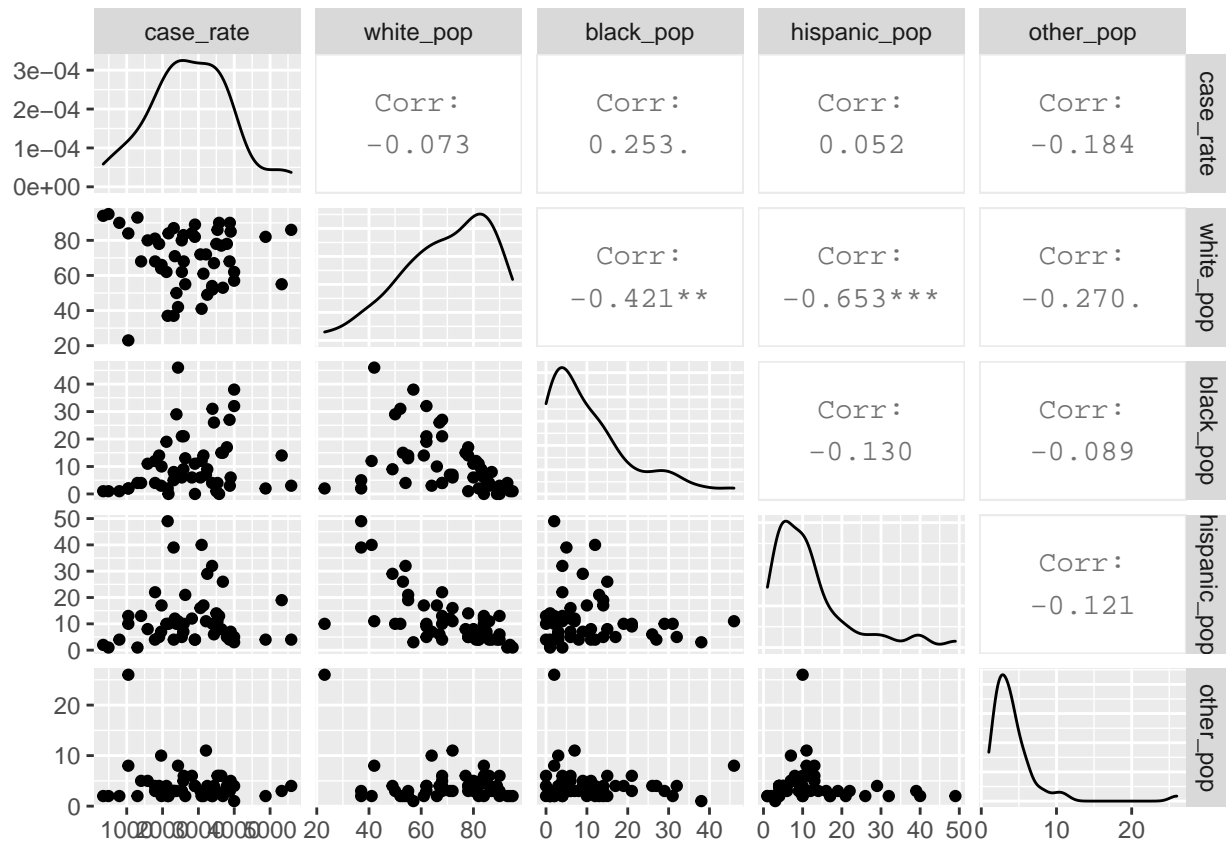 case_rate white_pop black_pop hispanic_pop other_pop
3e−04
2e−04
1e−04
0e+00
Corr:
-0.073
Corr:
0.253.
Corr:
0.052
Corr:
-0.184
case_rate
80
60
40
20
Corr:
-0.421**
Corr:
-0.653***
Corr:
-0.270.
white_pop
40
30
20
10
0
Corr:
-0.130
Corr:
-0.089
black_pop
50
40
30
20
10
0
Corr:
-0.121
hispanic_pop
20
10
0
other_pop
1000 2000 3000 4000 5000 20 40 60 80 0 10 20 30 40 0 10 20 30 40 50 0 10 20